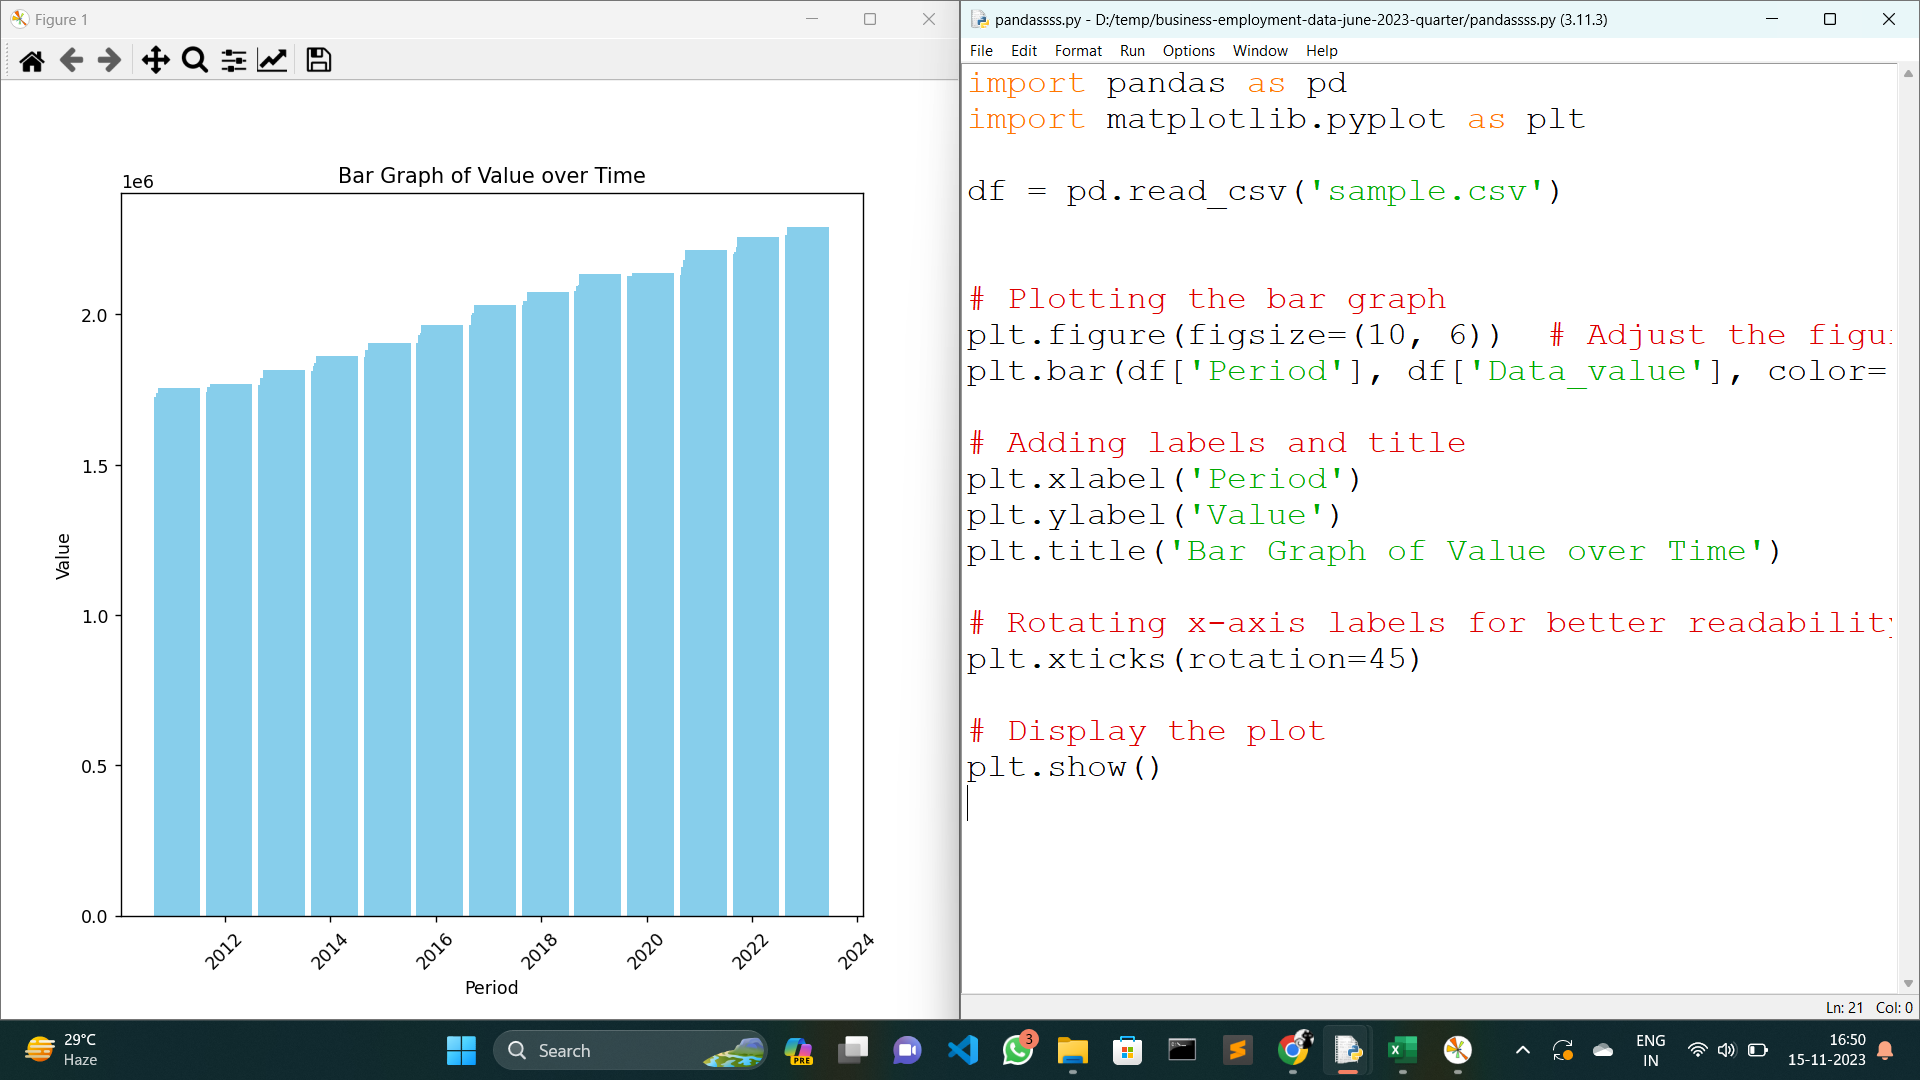 Figure 1
Bar Graph of Value over Time
1e6
2.0
1.5
1.0
0.5
0.0
Value
2012
2014
2016
2018
2020
2022
2024
Period
pandassss.py - D:/temp/business-employment-data-june-2023-quarter/pandassss.py (3.11.3)
File Edit Format Run Options Window Help
import pandas as pd
import matplotlib.pyplot as plt
df = pd.read_csv('sample.csv')
# Plotting the bar graph
plt.figure(figsize=(10, 6))  # Adjust the figu
plt.bar(df['Period'], df['Data_value'], color=
# Adding labels and title
plt.xlabel('Period')
plt.ylabel('Value')
plt.title('Bar Graph of Value over Time')
# Rotating x-axis labels for better readability
plt.xticks(rotation=45)
# Display the plot
plt.show()
Ln: 21 Col: 0
29°C
Haze
Search
PRE
3
ENG
IN
16:50
15-11-2023